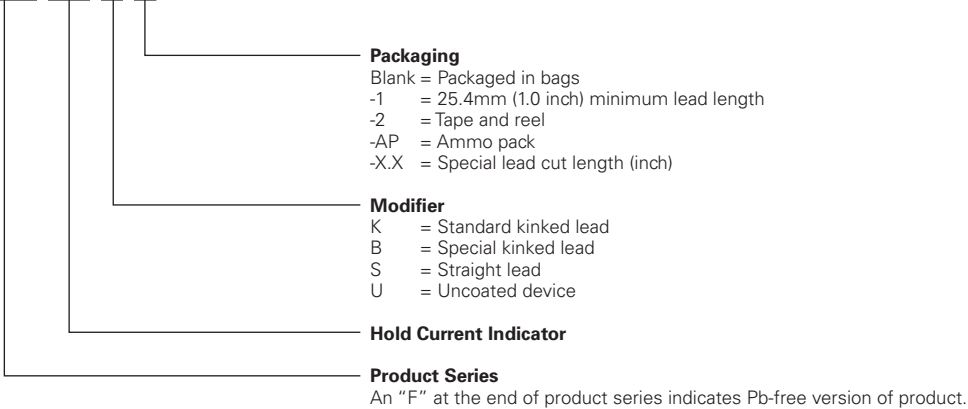 Packaging
Blank = Packaged in bags
-1 = 25.4mm (1.0 inch) minimum lead length
-2 = Tape and reel
-AP = Ammo pack
-X.X = Special lead cut length (inch)
Modifier
K = Standard kinked lead
B = Special kinked lead
S = Straight lead
U = Uncoated device
Hold Current Indicator
Product Series
An “F” at the end of product series indicates Pb-free version of product.